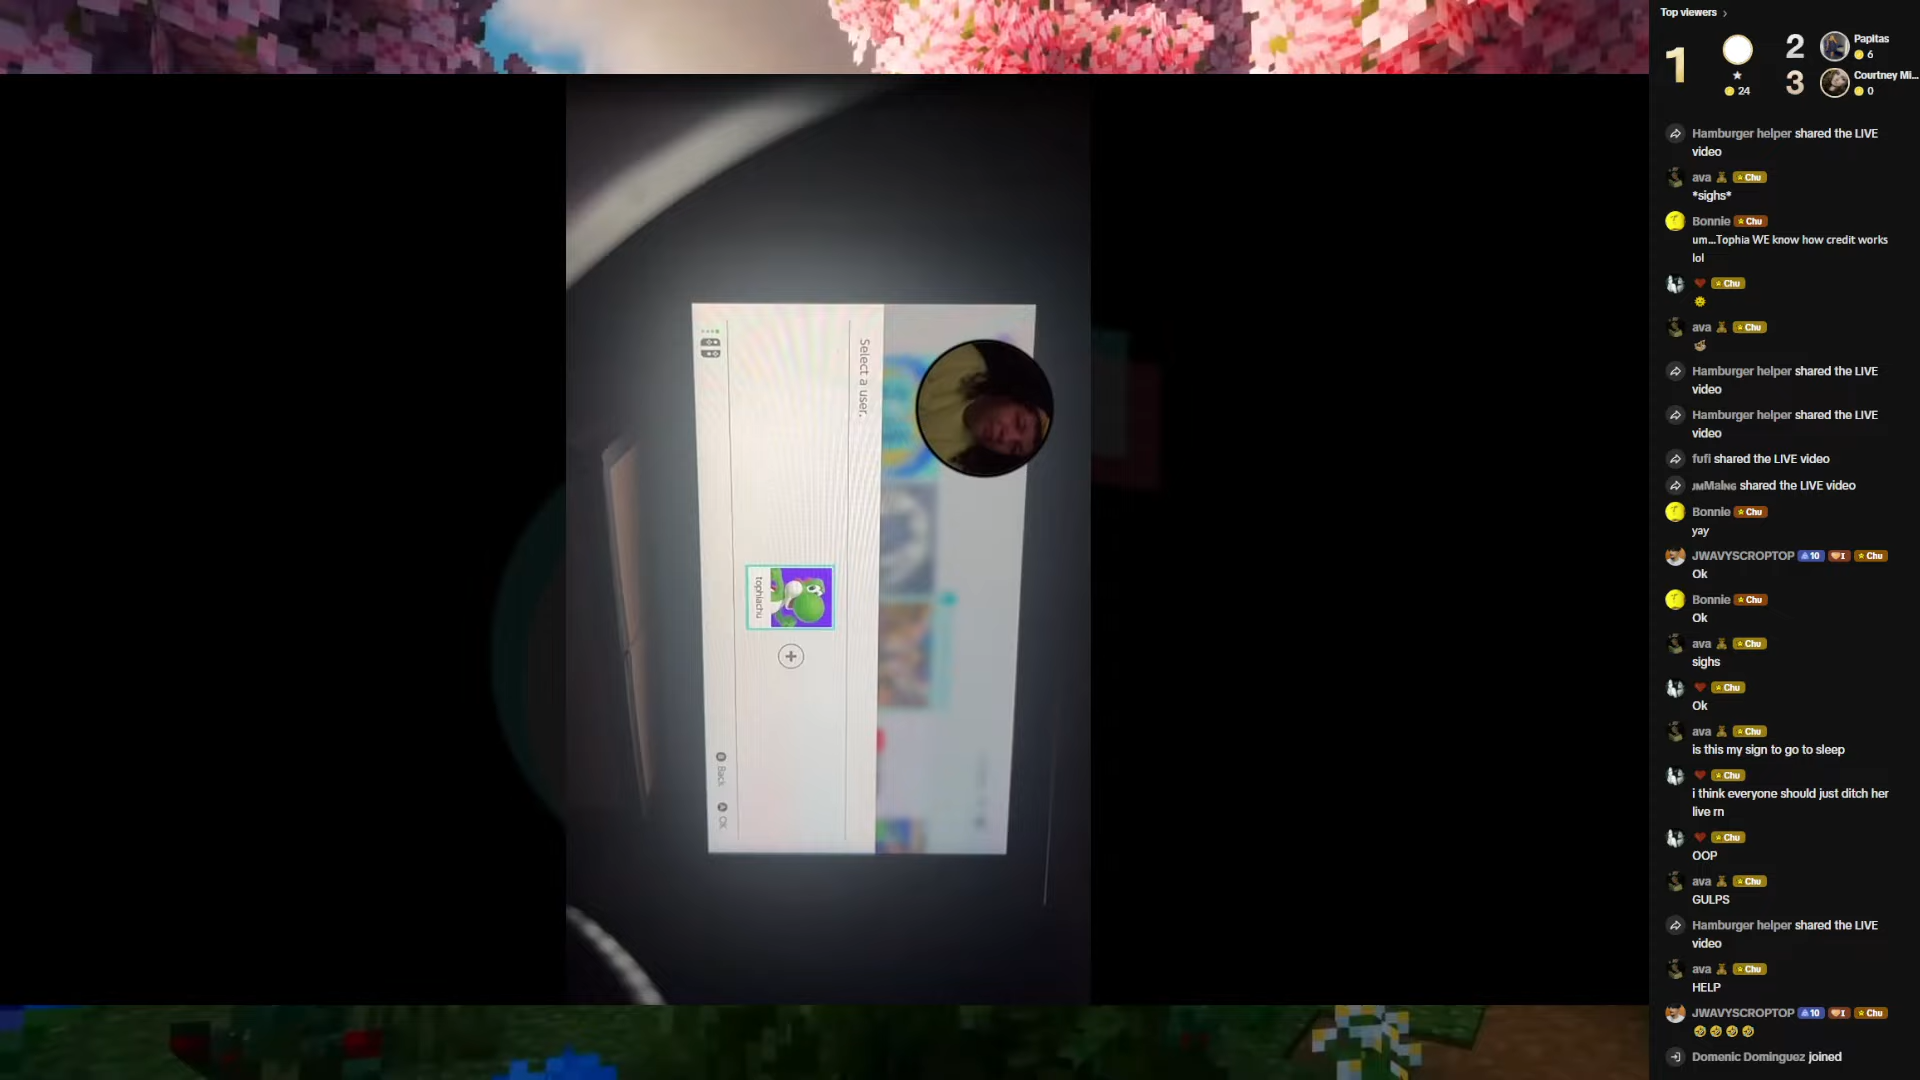 Select a user.
tophiachu
Back
OK
Top viewers
1
24
2
Papitas
6
3
Courtney Mi...
0
Hamburger helper shared the LIVE
video
ava Chu
*sighs*
Bonnie Chu
um...Tophia WE know how credit works
lol
Chu
ava Chu
Hamburger helper shared the LIVE
video
Hamburger helper shared the LIVE
video
fufi shared the LIVE video
ᴊᴍMalɴɢ shared the LIVE video
Bonnie Chu
yay
JWAVYSCROPTOP 10 I Chu
Ok
Bonnie Chu
Ok
ava Chu
sighs
Chu
Ok
ava Chu
is this my sign to go to sleep
Chu
i think everyone should just ditch her
live rn
Chu
OOP
ava Chu
GULPS
Hamburger helper shared the LIVE
video
ava Chu
HELP
JWAVYSCROPTOP 10 I Chu
🤣 🤣 🤣 🤣
Domenic Dominguez joined